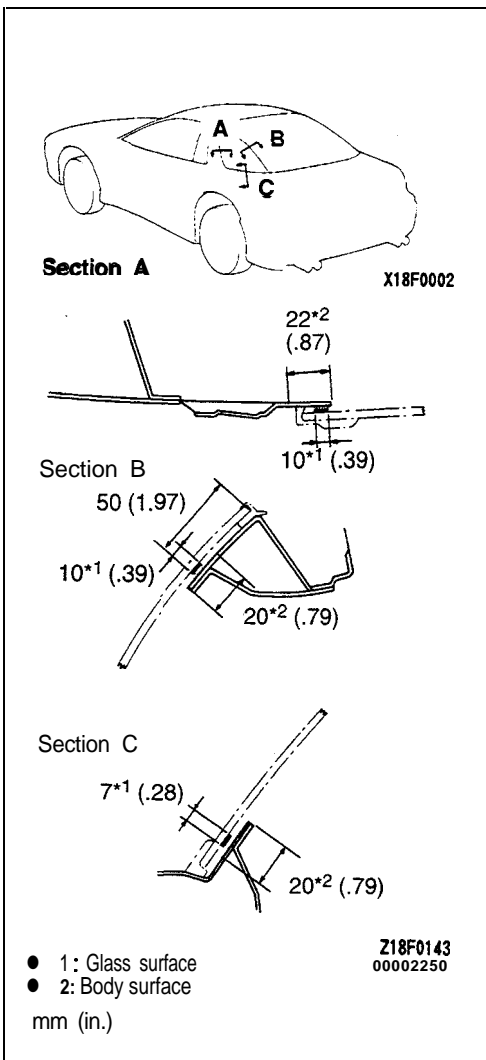 A
B
C
Section A
X18F0002
22*2
(.87)
10*1 (.39)
Section B
50 (1.97)
10*1 (.39)
20*2 (.79)
Section C
7*1 (.28)
20*2 (.79)
Z18F0143
● 1: Glass surface
00002250
● 2: Body surface
mm (in.)